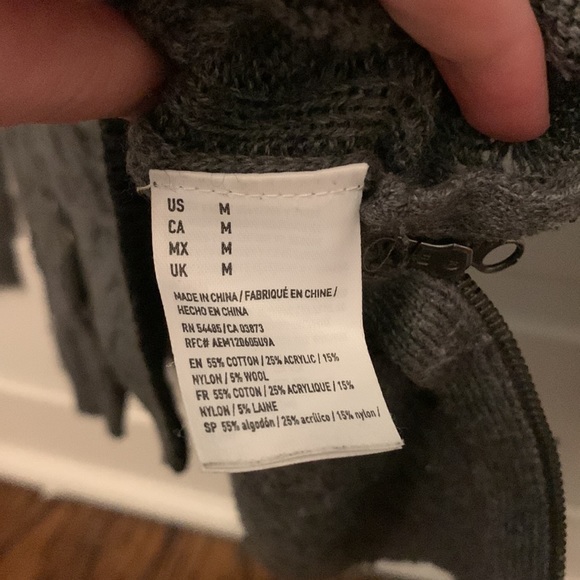 US M
CA M
MX M
UK M
MADE IN CHINA / FABRIQUÉ EN CHINE /
HECHO EN CHINA
RN 54485 / CA 03873
RFC# AEM120605U9A
EN 55% COTTON / 25% ACRYLIC / 15%
NYLON / 5% WOOL
FR 55% COTON / 25% ACRYLIQUE / 15%
NYLON / 5% LAINE
SP 55% algodón / 25% acrílico / 15% nylon /